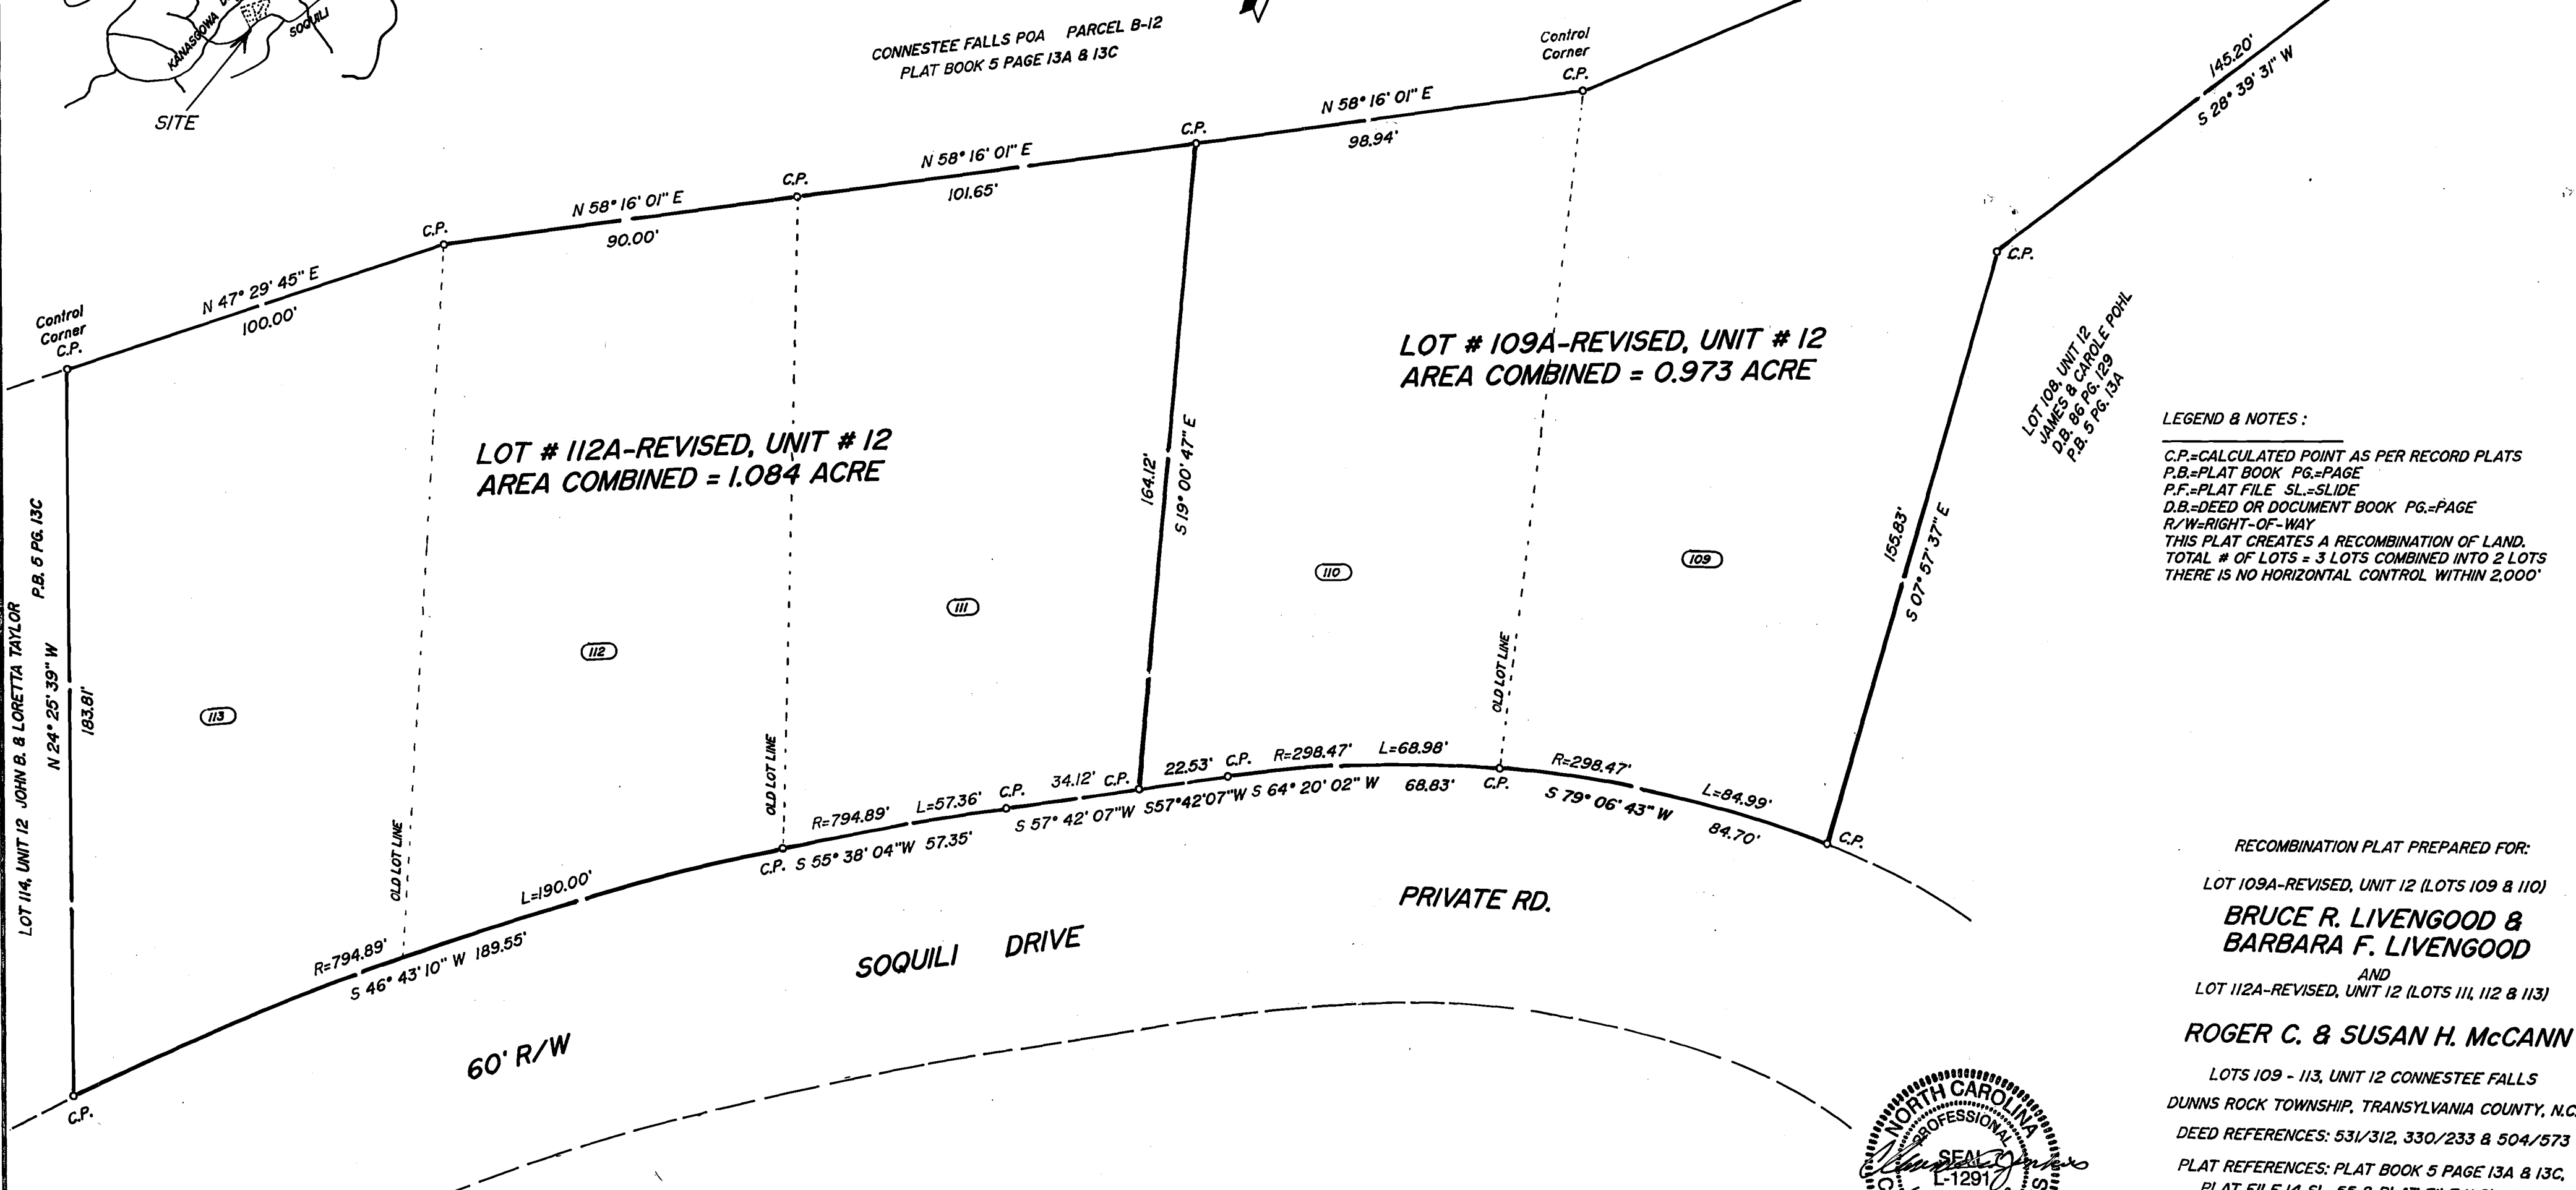 KANASGOWA
SOQUILI
SITE
CONNESTEE FALLS POA PARCEL B-12
PLAT BOOK 5 PAGE 13A & 13C
Control
Corner
C.P.
145.20'
S 28° 39' 31" W
N 58° 16' 01" E
98.94'
C.P.
N 58° 16' 01" E
101.65'
C.P.
N 58° 16' 01" E
90.00'
C.P.
N 47° 29' 45" E
100.00'
Control
Corner
C.P.
C.P.
LOT 108, UNIT 12
JAMES & CAROLE POHL
D.B. 86 PG. 129
P.B. 5 PG. 13A
LOT # 109A-REVISED, UNIT # 12
AREA COMBINED = 0.973 ACRE
LOT # 112A-REVISED, UNIT # 12
AREA COMBINED = 1.084 ACRE
LEGEND & NOTES :
C.P.=CALCULATED POINT AS PER RECORD PLATS
P.B.=PLAT BOOK PG.=PAGE
P.F.=PLAT FILE SL.=SLIDE
D.B.=DEED OR DOCUMENT BOOK PG.=PAGE
R/W=RIGHT-OF-WAY
THIS PLAT CREATES A RECOMBINATION OF LAND.
TOTAL # OF LOTS = 3 LOTS COMBINED INTO 2 LOTS
THERE IS NO HORIZONTAL CONTROL WITHIN 2,000'
LOT 114, UNIT 12 JOHN B. & LORETTA TAYLOR
P.B. 5 PG. 13C
N 24° 25' 39" W
183.81'
164.12'
S 19° 00' 47" E
155.83'
S 07° 57' 37" E
113
112
111
110
109
OLD LOT LINE
OLD LOT LINE
OLD LOT LINE
R=794.89'
L=190.00'
S 46° 43' 10" W 189.55'
C.P.
R=794.89'
L=57.36'
C.P.
S 55° 38' 04"W 57.35'
34.12'
C.P.
S 57° 42' 07"W
22.53'
C.P.
S57°42'07"W
R=298.47'
L=68.98'
S 64° 20' 02" W 68.83'
C.P.
R=298.47'
L=84.99'
S 79° 06' 43" W
84.70'
C.P.
C.P.
PRIVATE RD.
SOQUILI DRIVE
60' R/W
RECOMBINATION PLAT PREPARED FOR:
LOT 109A-REVISED, UNIT 12 (LOTS 109 & 110)
BRUCE R. LIVENGOOD &
BARBARA F. LIVENGOOD
AND
LOT 112A-REVISED, UNIT 12 (LOTS 111, 112 & 113)
ROGER C. & SUSAN H. McCANN
LOTS 109 - 113, UNIT 12 CONNESTEE FALLS
DUNNS ROCK TOWNSHIP, TRANSYLVANIA COUNTY, N.C.
DEED REFERENCES: 531/312, 330/233 & 504/573
PLAT REFERENCES: PLAT BOOK 5 PAGE 13A & 13C,
NORTH CAROLINA
PROFESSIONAL
SEAL
L-1291